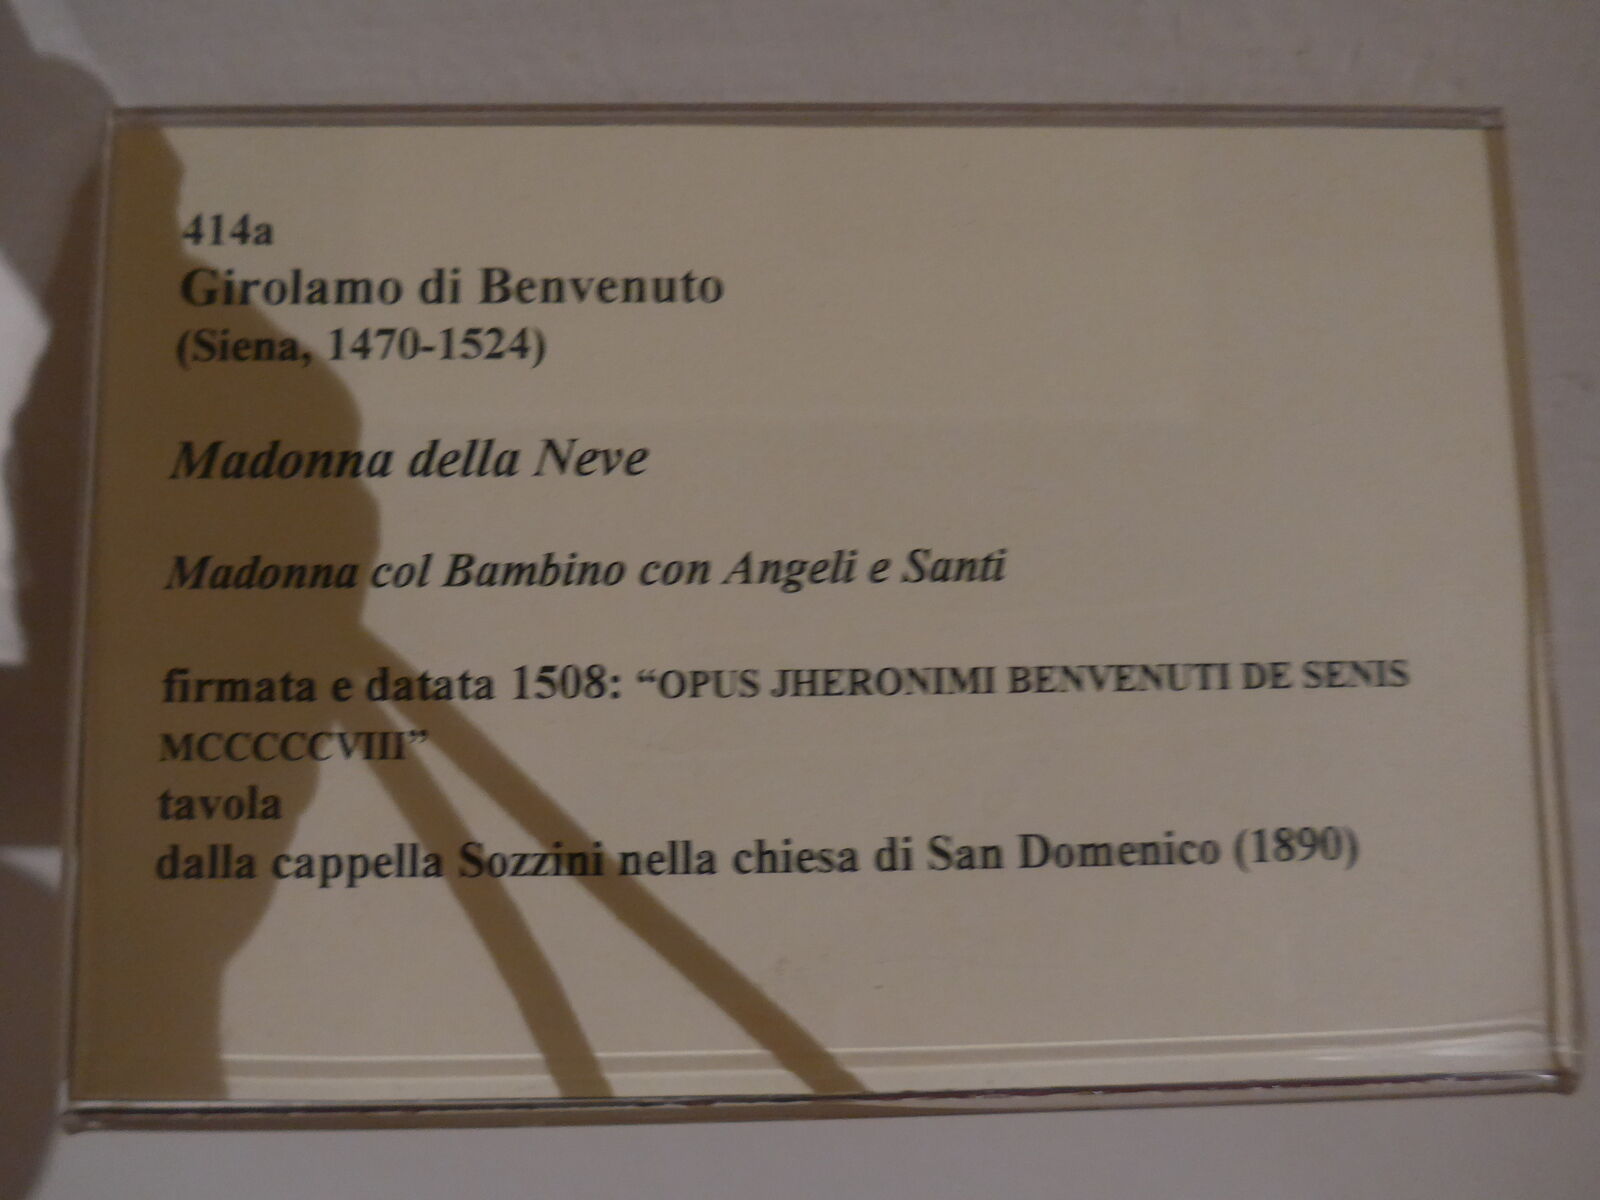 414a
Girolamo di Benvenuto
(Siena, 1470-1524)
Madonna della Neve
Madonna col Bambino con Angeli e Santi
firmata e datata 1508: “OPUS JHERONIMI BENVENUTI DE SENIS
MCCCCCVIII”
tavola
dalla cappella Sozzini nella chiesa di San Domenico (1890)